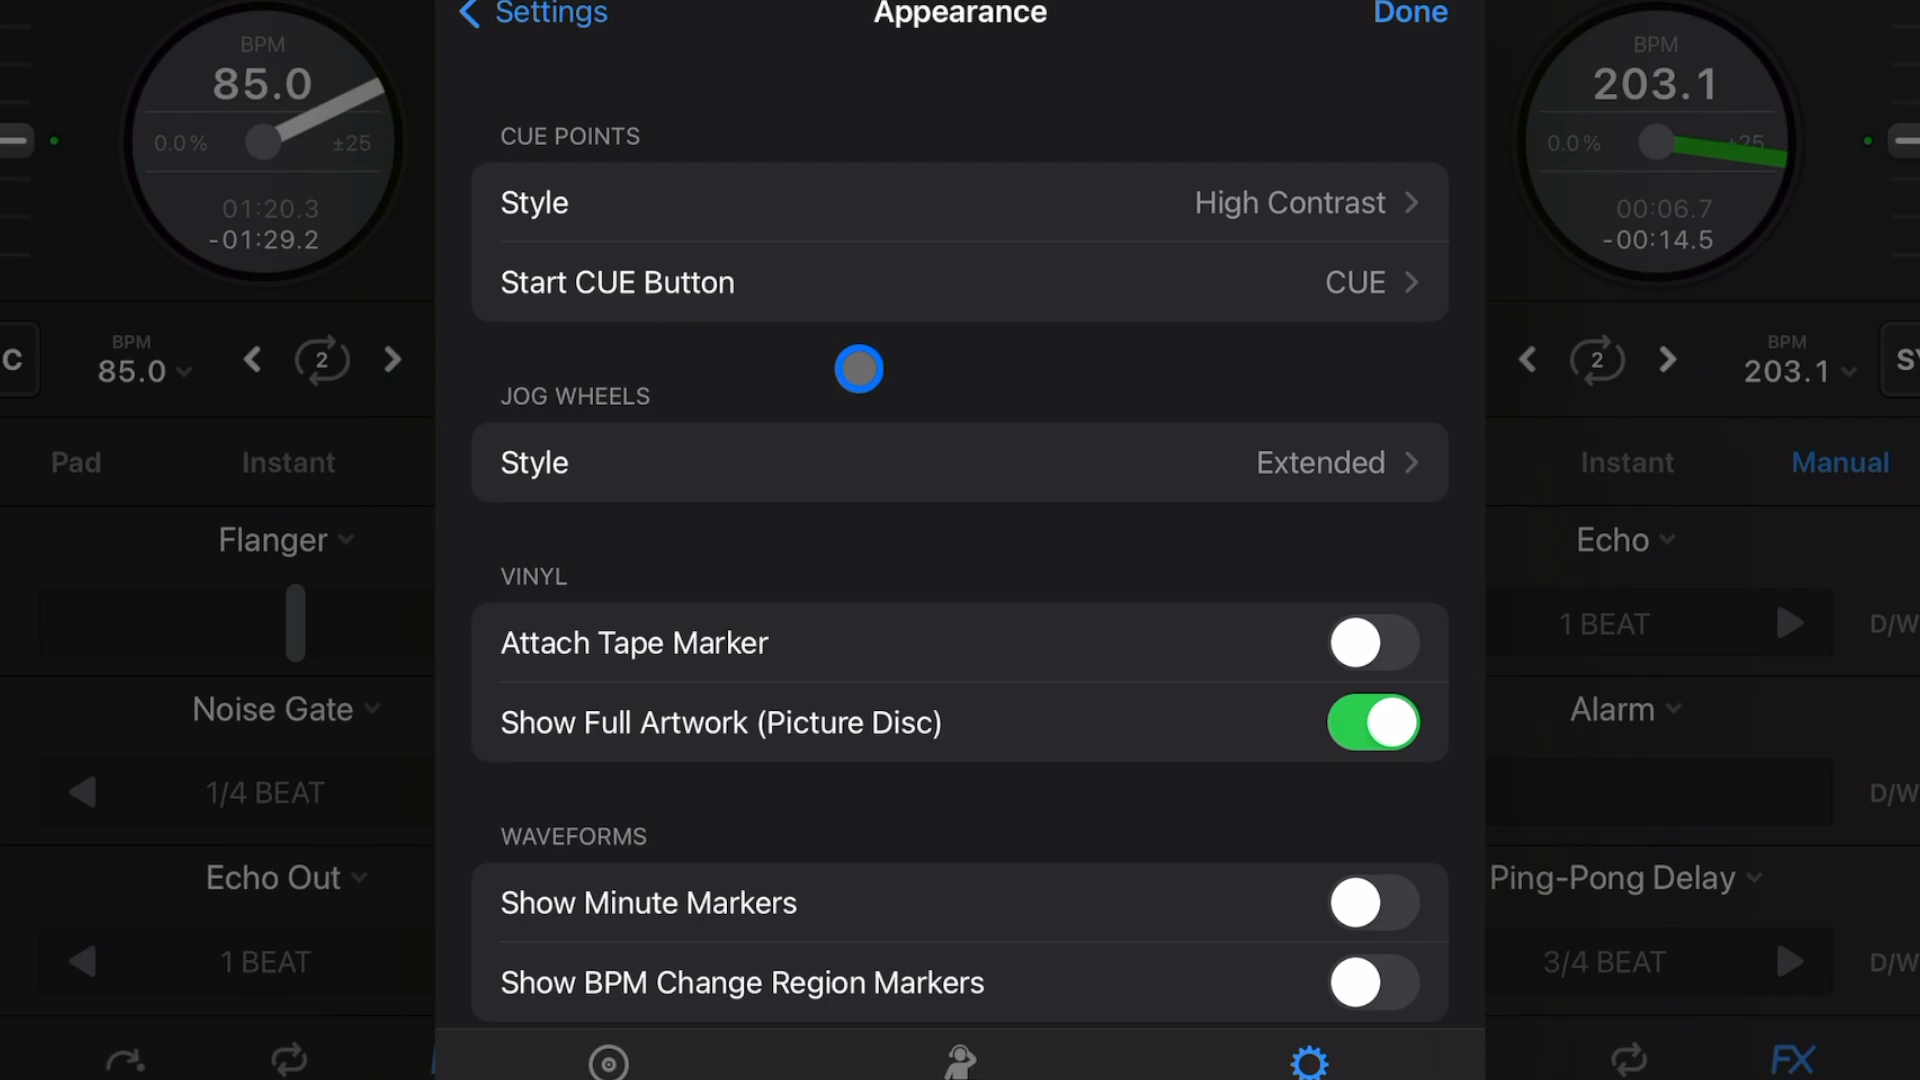 Settings
Appearance
Done
BPM
85.0
0.0%
±25
01:20.3
-01:29.2
BPM
203.1
0.0%
±25
00:06.7
-00:14.5
CUE POINTS
Style
High Contrast
Start CUE Button
CUE
C
BPM
85.0
2
2
BPM
203.1
SY
JOG WHEELS
Style
Extended
Pad
Instant
Instant
Manual
Flanger
Echo
VINYL
Attach Tape Marker
Show Full Artwork (Picture Disc)
1 BEAT
D/W
Noise Gate
Alarm
1/4 BEAT
D/W
WAVEFORMS
Show Minute Markers
Show BPM Change Region Markers
Echo Out
Ping-Pong Delay
1 BEAT
3/4 BEAT
D/W
FX